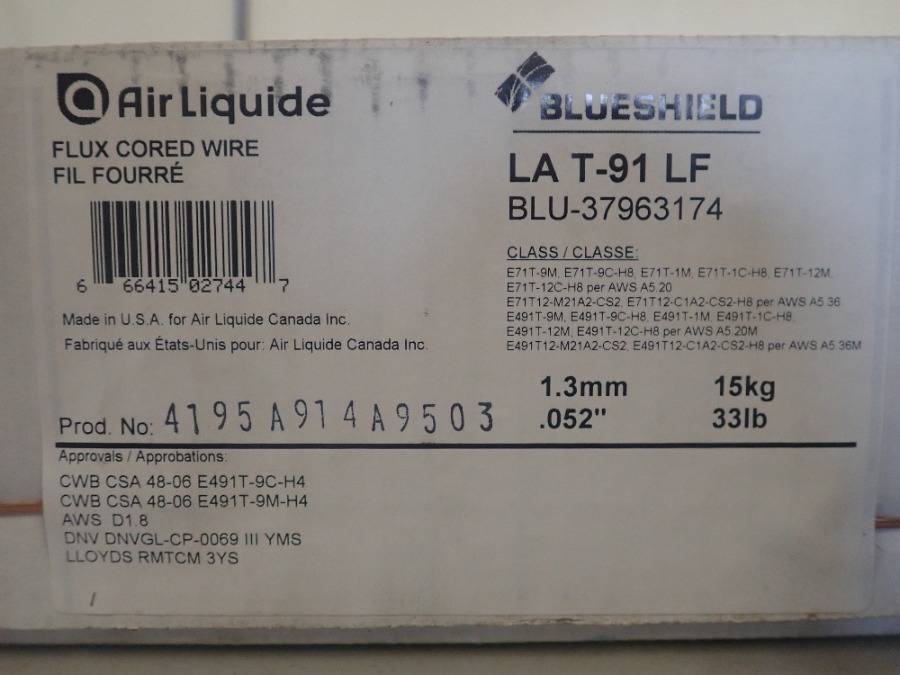 Air Liquide
FLUX CORED WIRE
FIL FOURRÉ
6 66415 02744 7
Made in U.S.A. for Air Liquide Canada Inc.
Fabriqué aux États-Unis pour: Air Liquide Canada Inc.
Prod. No: 4195A914A9503
BLUESHIELD
LA T-91 LF
BLU-37963174
CLASS / CLASSE:
E71T-9M, E71T-9C-H8, E71T-1M, E71T-1C-H8, E71T-12M,
E71T-12C-H8 per AWS A5.20
E71T12-M21A2-CS2, E71T12-C1A2-CS2-H8 per AWS A5.36
E491T-9M, E491T-9C-H8, E491T-1M, E491T-1C-H8,
E491T-12M, E491T-12C-H8 per AWS A5.20M
E491T12-M21A2-CS2, E491T12-C1A2-CS2-H8 per AWS A5.36M
1.3mm 15kg
.052" 33lb
Approvals / Approbations:
CWB CSA 48-06 E491T-9C-H4
CWB CSA 48-06 E491T-9M-H4
AWS D1.8
DNV DNVGL-CP-0069 III YMS
LLOYDS RMTCM 3YS